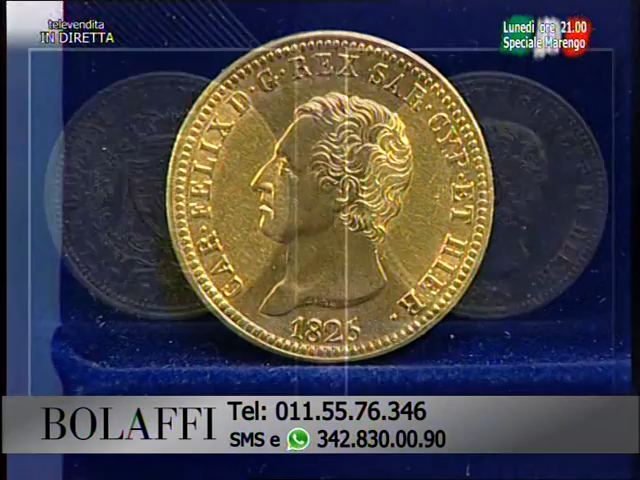 televendita
IN DIRETTA
Lunedi ore 21.00
Speciale Marengo
CAR·FELIX D·G·REX SAR·CYP·ET HIER·
1825
BOLAFFI
Tel: 011.55.76.346
SMS e 342.830.00.90